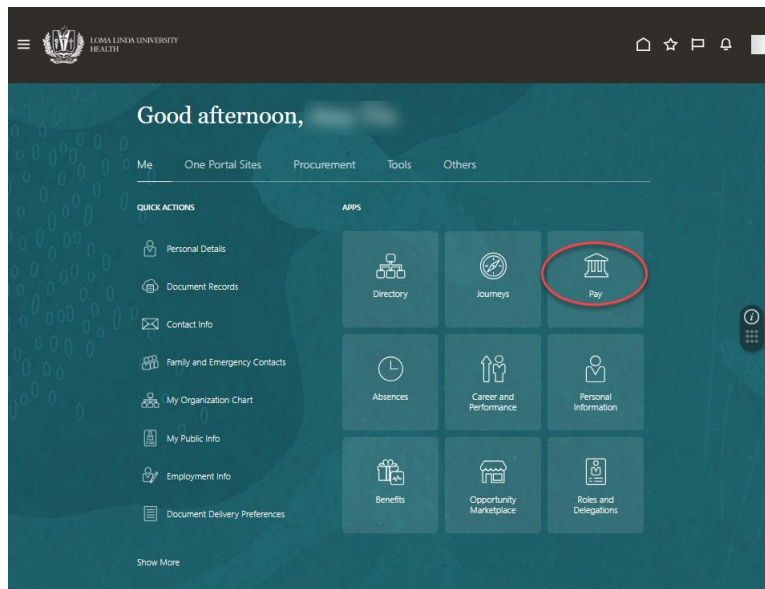 LOMA LINDA UNIVERSITY
HEALTH
Good afternoon,
Me One Portal Sites Procurement Tools Others
QUICK ACTIONS
Personal Details
Document Records
Contact Info
Family and Emergency Contacts
My Organization Chart
My Public Info
Employment Info
Document Delivery Preferences
Show More
APPS
Directory
Journeys
Pay
Absences
Career and
Performance
Personal
Information
Benefits
Opportunity
Marketplace
Roles and
Delegations